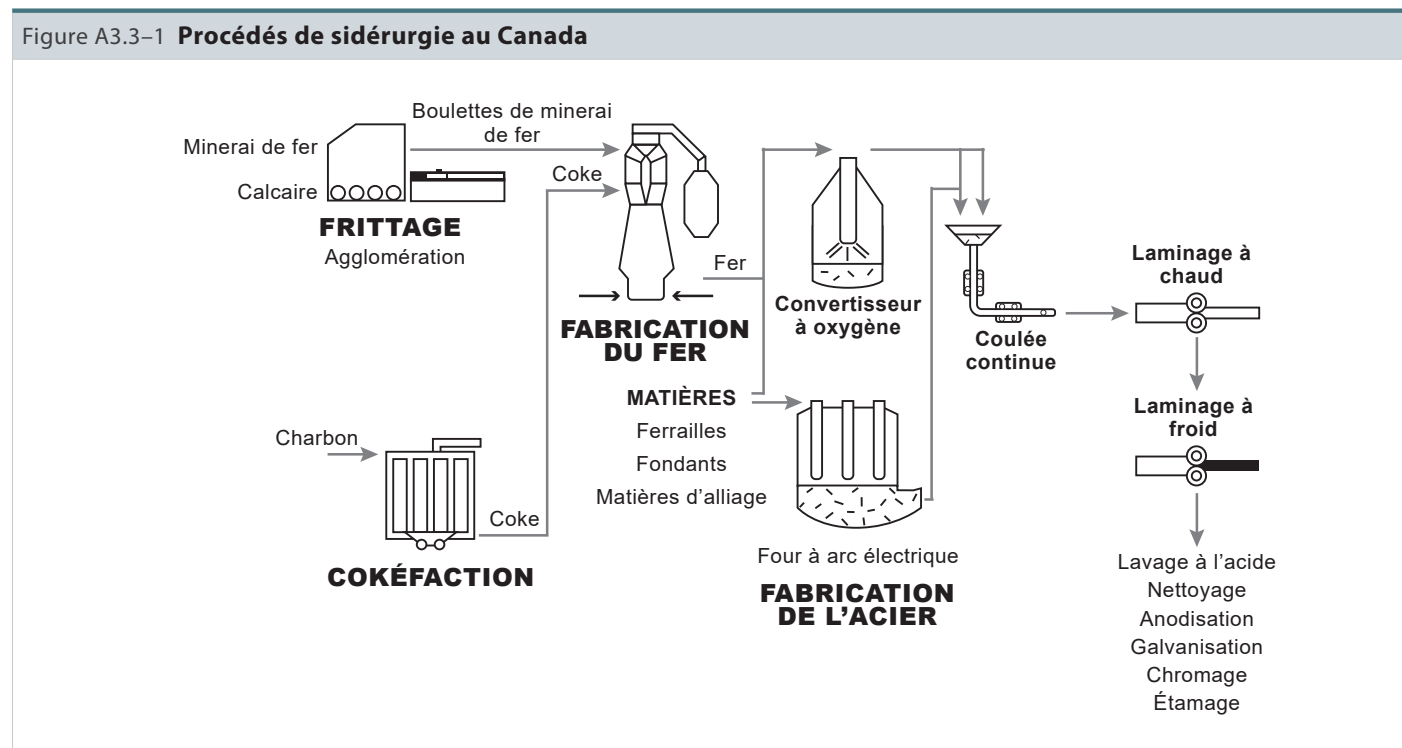 Figure A3.3–1 Procédés de sidérurgie au Canada
Boulettes de minerai
de fer
Minerai de fer
Calcaire
FRITTAGE
Agglomération
Coke
Fer
FABRICATION
DU FER
Charbon
Coke
COKÉFACTION
MATIÈRES
Ferrailles
Fondants
Matières d’alliage
Convertisseur
à oxygène
Four à arc électrique
FABRICATION
DE L’ACIER
Coulée
continue
Laminage à
chaud
Laminage à
froid
Lavage à l’acide
Nettoyage
Anodisation
Galvanisation
Chromage
Étamage